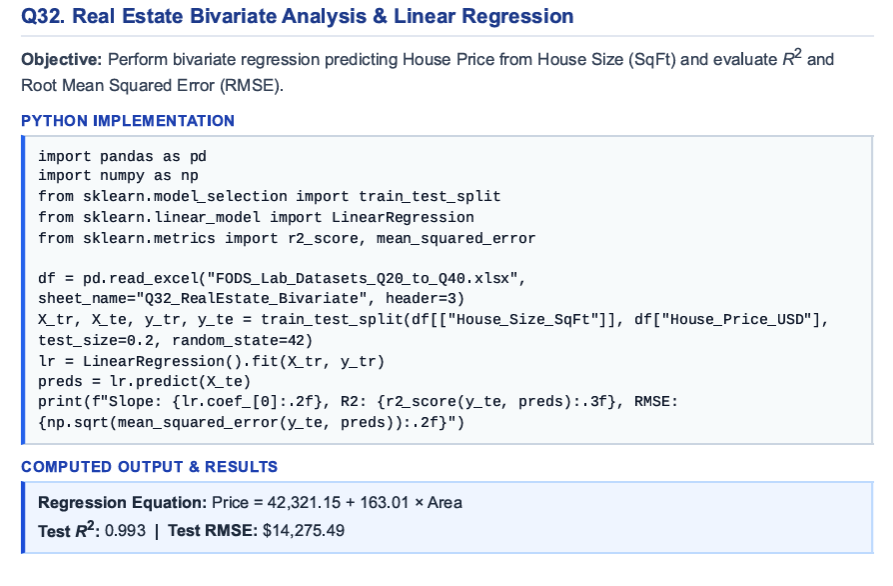 Q32. Real Estate Bivariate Analysis & Linear Regression
Objective: Perform bivariate regression predicting House Price from House Size (SqFt) and evaluate R² and
Root Mean Squared Error (RMSE).
PYTHON IMPLEMENTATION
import pandas as pd
import numpy as np
from sklearn.model_selection import train_test_split
from sklearn.linear_model import LinearRegression
from sklearn.metrics import r2_score, mean_squared_error

df = pd.read_excel("FODS_Lab_Datasets_Q20_to_Q40.xlsx",
sheet_name="Q32_RealEstate_Bivariate", header=3)
X_tr, X_te, y_tr, y_te = train_test_split(df[["House_Size_SqFt"]], df["House_Price_USD"],
test_size=0.2, random_state=42)
lr = LinearRegression().fit(X_tr, y_tr)
preds = lr.predict(X_te)
print(f"Slope: {lr.coef_[0]:.2f}, R2: {r2_score(y_te, preds):.3f}, RMSE:
{np.sqrt(mean_squared_error(y_te, preds)):.2f}")
COMPUTED OUTPUT & RESULTS
Regression Equation: Price = 42,321.15 + 163.01 × Area
Test R²: 0.993 | Test RMSE: $14,275.49